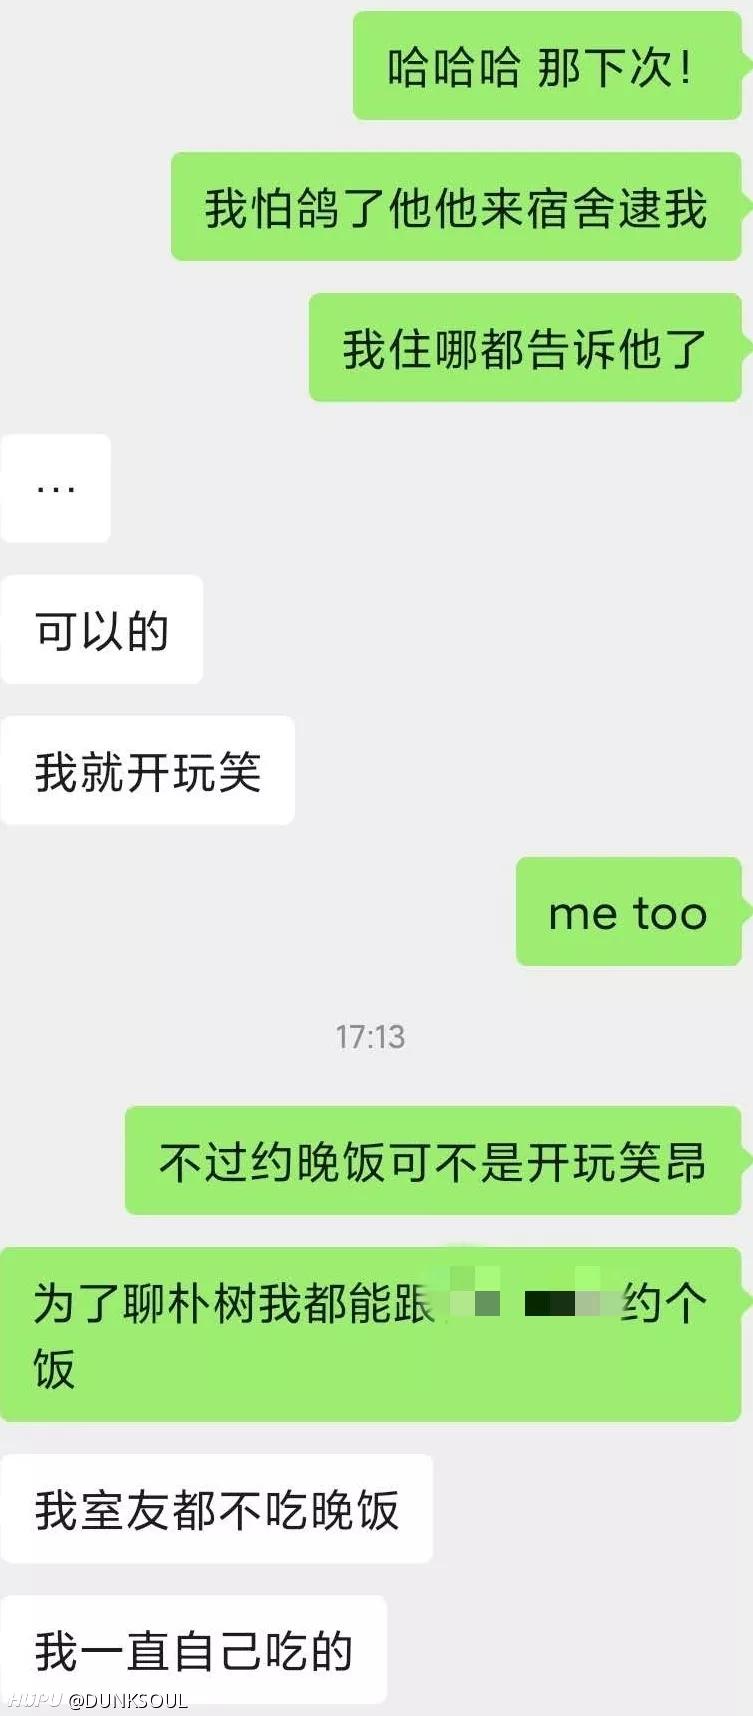 哈哈哈 那下次！
我怕鸽了他他来宿舍逮我
我住哪都告诉他了
...
可以的
我就开玩笑
me too
17:13
不过约晚饭可不是开玩笑昂
为了聊朴树我都能跟 约个
饭
我室友都不吃晚饭
我一直自己吃的
HUPU @DUNKSOUL